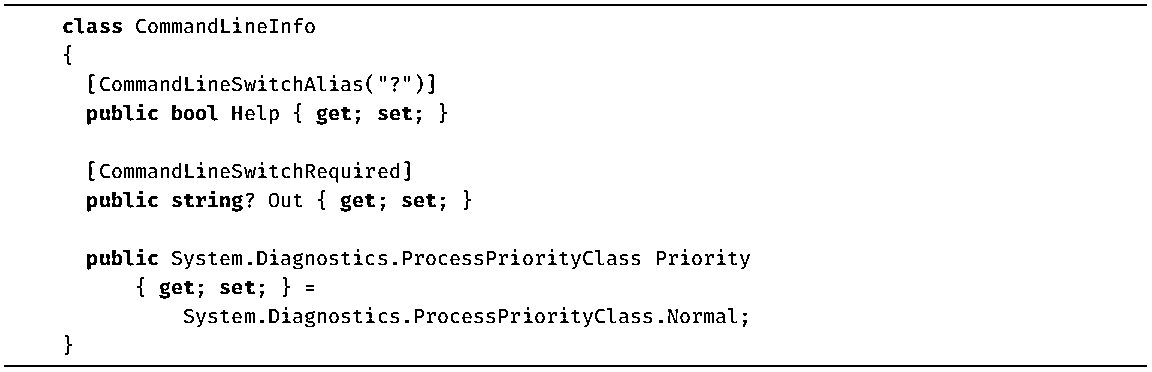 class CommandLineInfo
{
  [CommandLineSwitchAlias("?")]
  public bool Help { get; set; }

  [CommandLineSwitchRequired]
  public string? Out { get; set; }

  public System.Diagnostics.ProcessPriorityClass Priority
      { get; set; } =
          System.Diagnostics.ProcessPriorityClass.Normal;
}